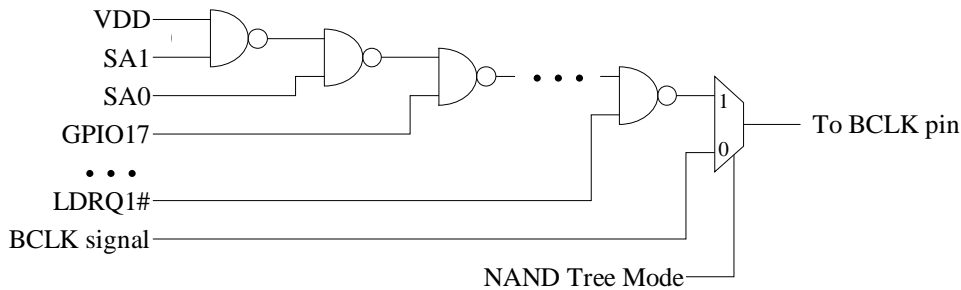 VDD
SA1
SA0
GPIO17
• • •
LDRQ1#
BCLK signal
• • •
1
0
To BCLK pin
NAND Tree Mode